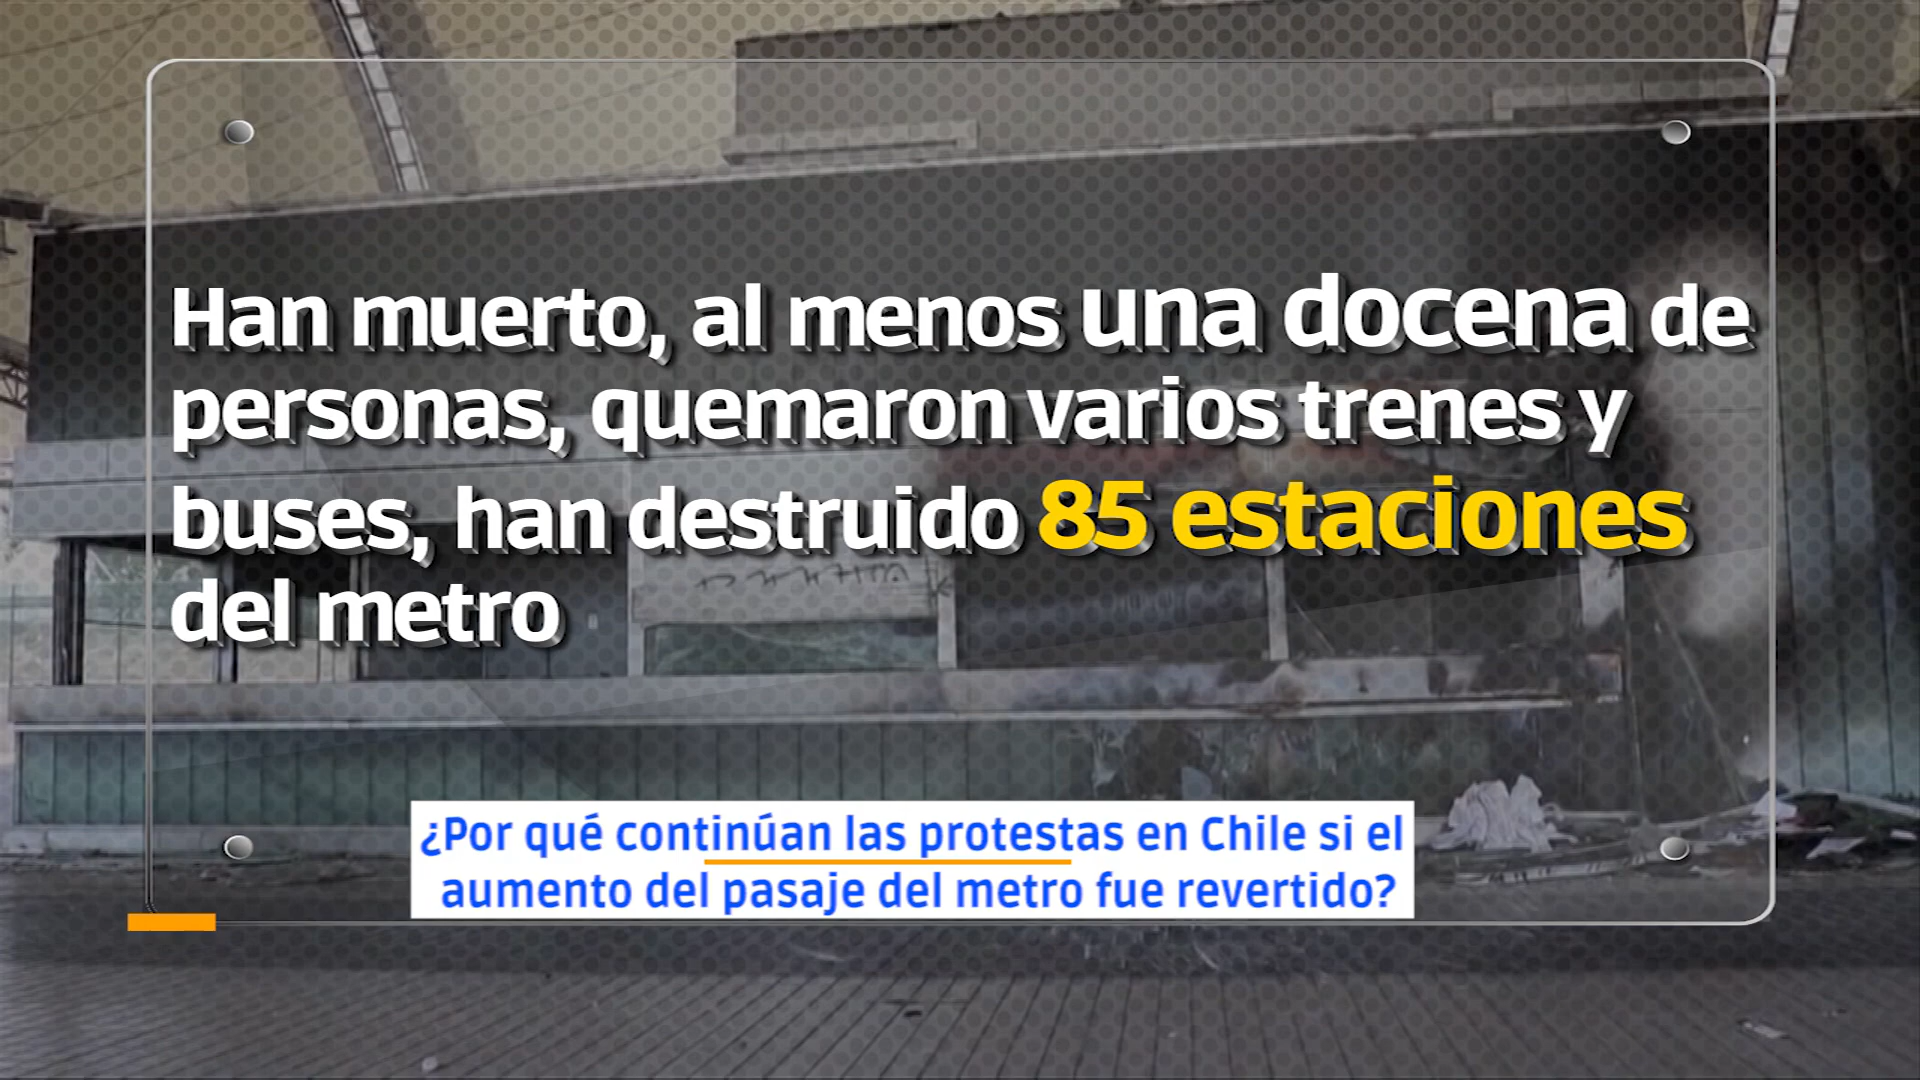 Han muerto, al menos una docena de
personas, quemaron varios trenes y
buses, han destruido 85 estaciones
del metro
¿Por qué continúan las protestas en Chile si el
aumento del pasaje del metro fue revertido?